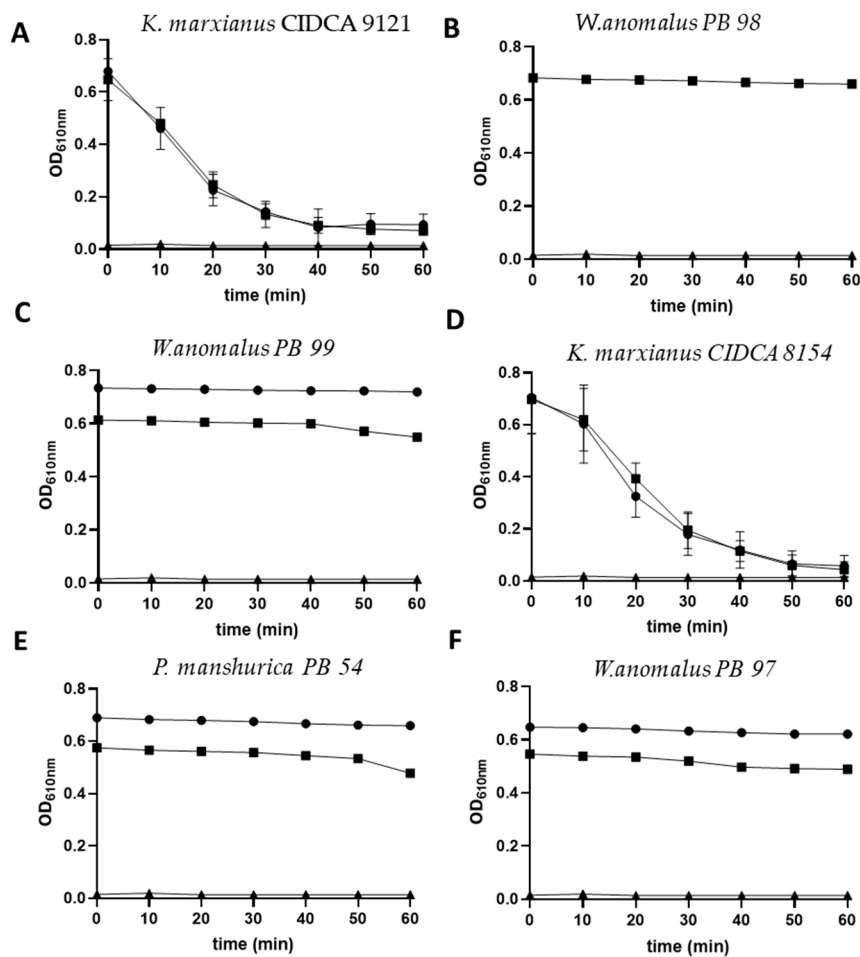 A
K. marxianus CIDCA 9121
OD610nm
0.8
0.6
0.4
0.2
0.0
0 10 20 30 40 50 60
time (min)
B
W.anomalus PB 98
OD610nm
0.8
0.6
0.4
0.2
0.0
0 10 20 30 40 50 60
time (min)
C
W.anomalus PB 99
OD610nm
0.8
0.6
0.4
0.2
0.0
0 10 20 30 40 50 60
time (min)
D
K. marxianus CIDCA 8154
OD610nm
0.8
0.6
0.4
0.2
0.0
0 10 20 30 40 50 60
time (min)
E
P. manshurica PB 54
OD610nm
0.8
0.6
0.4
0.2
0.0
0 10 20 30 40 50 60
time (min)
F
W.anomalus PB 97
OD610nm
0.8
0.6
0.4
0.2
0.0
0 10 20 30 40 50 60
time (min)